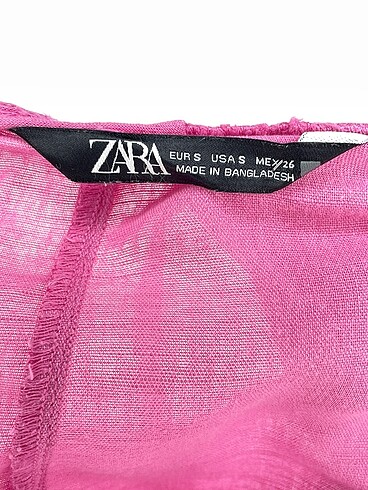 ZARA
EUR S USA S MEX 26
MADE IN BANGLADESH